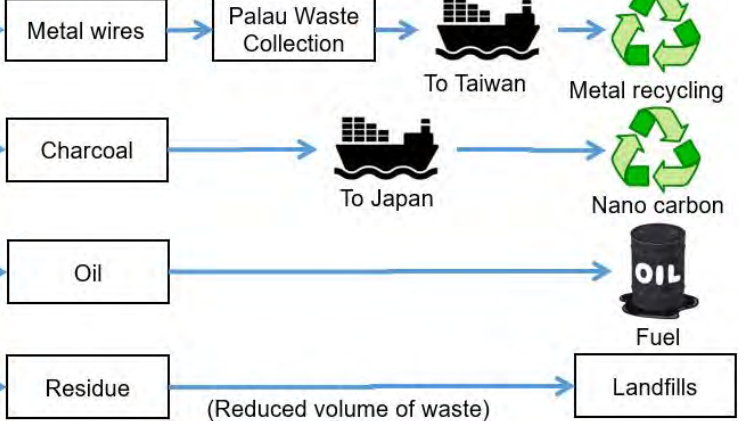 Metal wires
Palau Waste
Collection
To Taiwan
Metal recycling
Charcoal
To Japan
Nano carbon
Oil
OIL
Fuel
Residue
(Reduced volume of waste)
Landfills